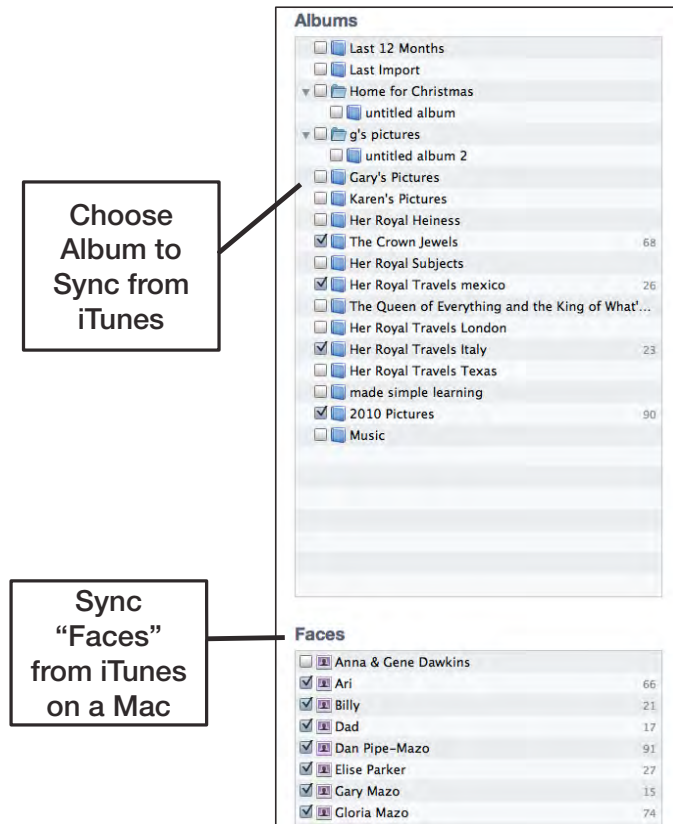 Albums
Last 12 Months
Last Import
Home for Christmas
untitled album
g's pictures
untitled album 2
Gary's Pictures
Karen's Pictures
Her Royal Heiness
The Crown Jewels 68
Her Royal Subjects
Her Royal Travels mexico 26
The Queen of Everything and the King of What'...
Her Royal Travels London
Her Royal Travels Italy 23
Her Royal Travels Texas
made simple learning
2010 Pictures 90
Music
Choose
Album to
Sync from
iTunes
Faces
Anna & Gene Dawkins
Ari 66
Billy 21
Dad 17
Dan Pipe-Mazo 91
Elise Parker 27
Gary Mazo 15
Gloria Mazo 74
Sync
“Faces”
from iTunes
on a Mac